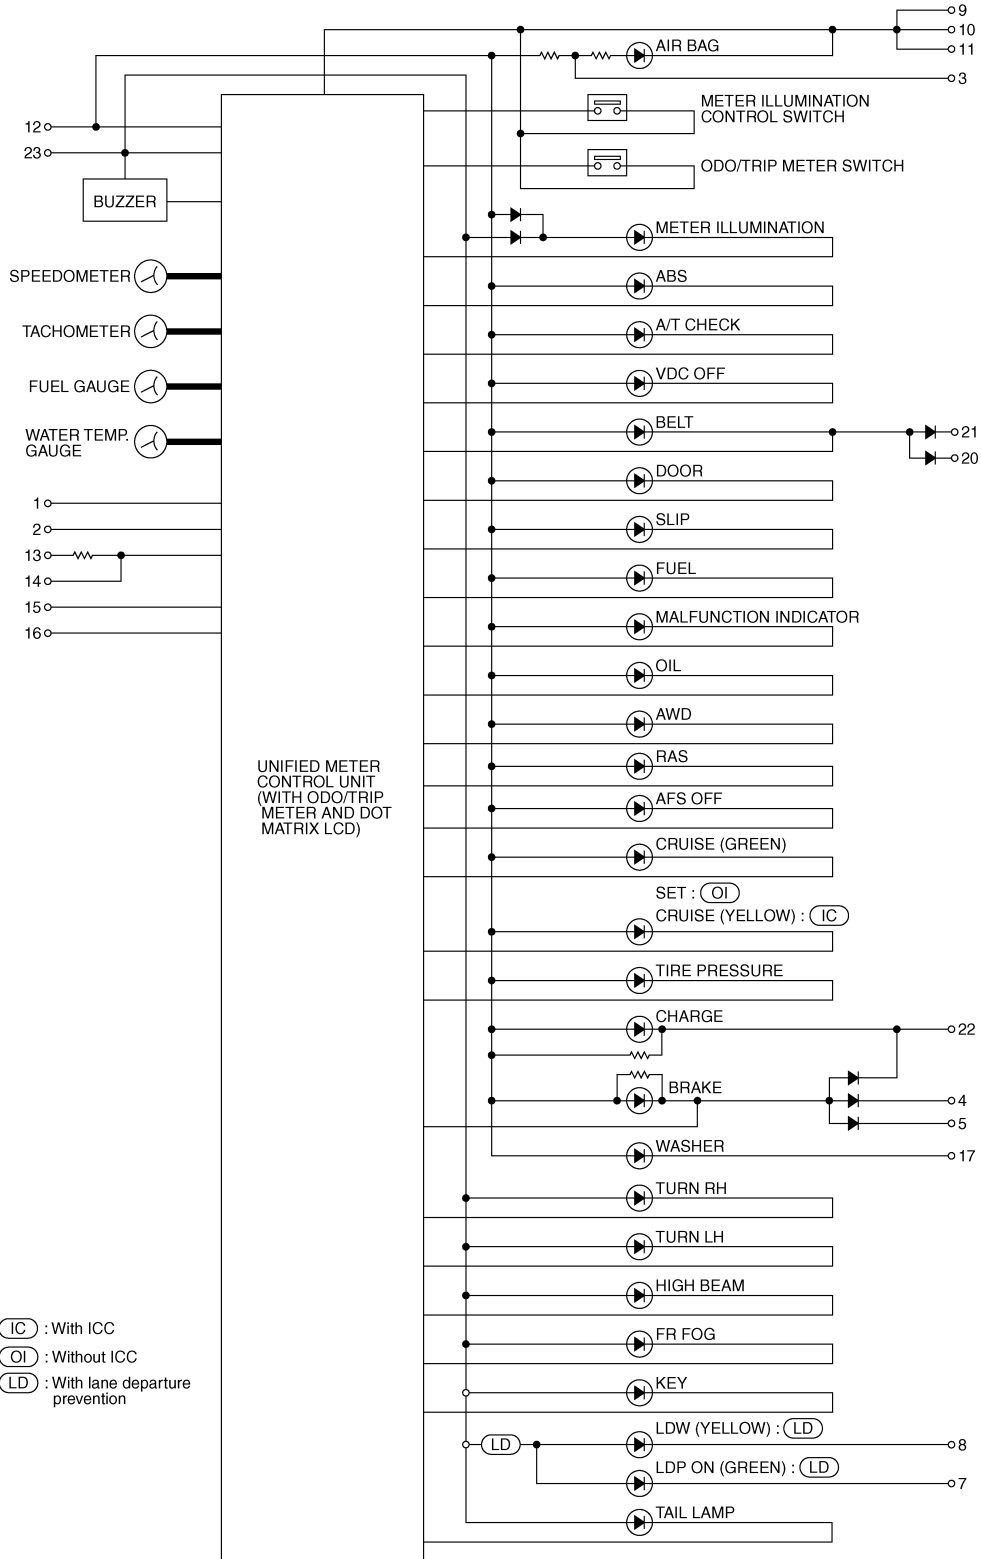 9
AIR BAG
10
11
3
METER ILLUMINATION
CONTROL SWITCH
12
23
ODO/TRIP METER SWITCH
BUZZER
METER ILLUMINATION
SPEEDOMETER
ABS
TACHOMETER
A/T CHECK
FUEL GAUGE
VDC OFF
WATER TEMP.
GAUGE
BELT
21
20
DOOR
1
2
SLIP
13
14
FUEL
15
16
MALFUNCTION INDICATOR
OIL
AWD
UNIFIED METER
CONTROL UNIT
(WITH ODO/TRIP
METER AND DOT
MATRIX LCD)
RAS
AFS OFF
CRUISE (GREEN)
SET : OI
CRUISE (YELLOW) : IC
TIRE PRESSURE
CHARGE
22
BRAKE
4
5
WASHER
17
TURN RH
TURN LH
HIGH BEAM
FR FOG
KEY
LD
LDW (YELLOW) : LD
8
LDP ON (GREEN) : LD
7
TAIL LAMP
IC : With ICC
OI : Without ICC
LD : With lane departure
prevention